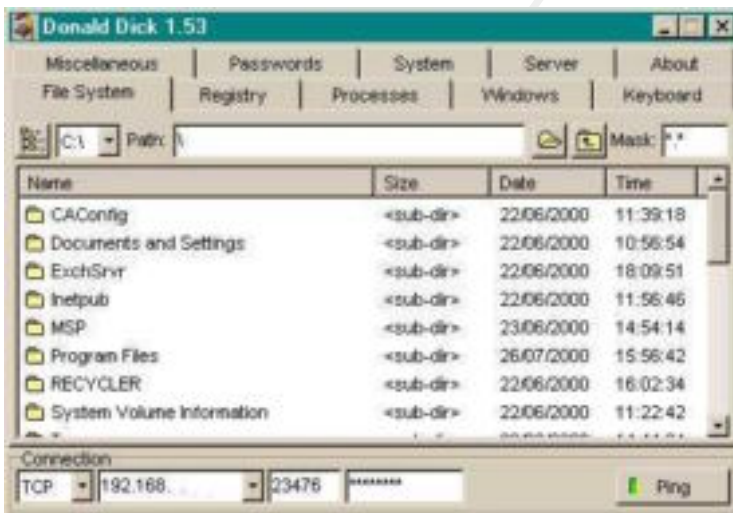 Donald Dick 1.53
Miscellaneous Passwords System Server About
File System Registry Processes Windows Keyboard
C:\ Path: \ Mask: *.*
Name Size Date Time
CAConfig <sub-dir> 22/06/2000 11:39:18
Documents and Settings <sub-dir> 22/06/2000 10:56:54
ExchSrvr <sub-dir> 22/06/2000 18:09:51
Inetpub <sub-dir> 22/06/2000 11:56:46
MSP <sub-dir> 23/06/2000 14:54:14
Program Files <sub-dir> 26/07/2000 15:56:42
RECYCLER <sub-dir> 22/06/2000 16:02:34
System Volume Information <sub-dir> 22/06/2000 11:22:42
Connection
TCP 192.168. 23476 ******** Ping